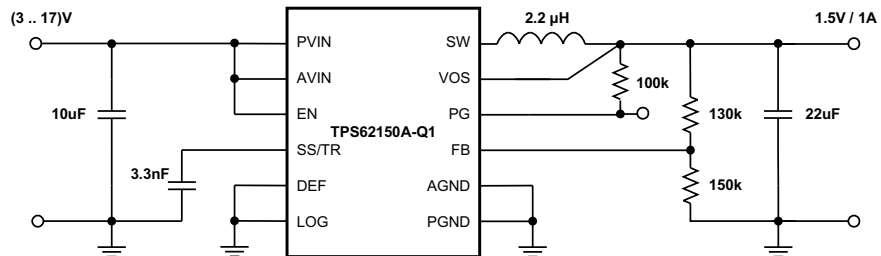 (3 .. 17)V
2.2 µH
1.5V / 1A
PVIN
SW
AVIN
VOS
100k
10uF
EN
PG
130k
22uF
TPS62150A-Q1
SS/TR
FB
3.3nF
DEF
AGND
150k
LOG
PGND